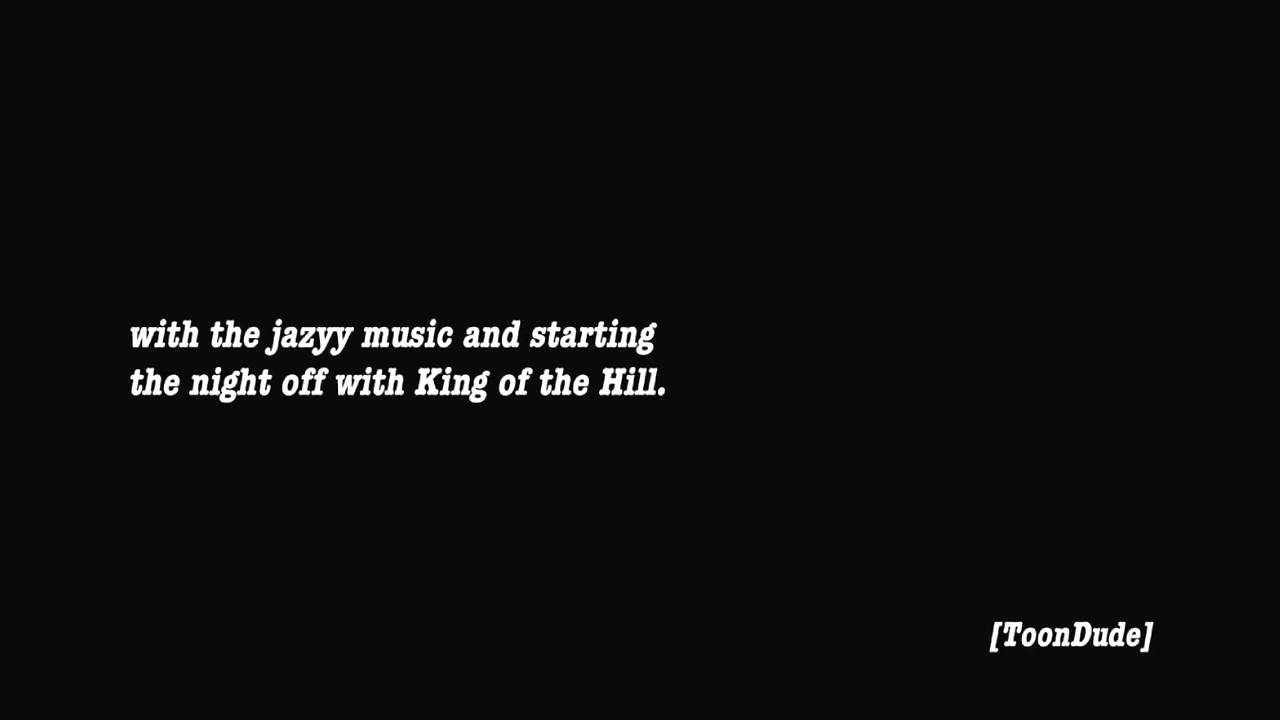 with the jazyy music and starting
the night off with King of the Hill.
[ToonDude]